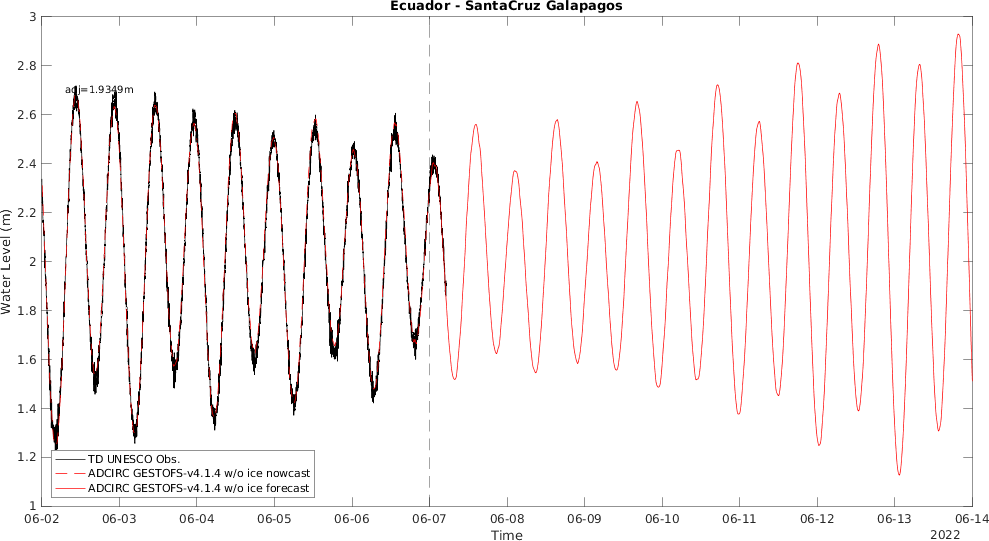 Ecuador - SantaCruz Galapagos
3
2.8
adj=1.9349m
2.6
2.4
2.2
2
1.8
1.6
1.4
1.2
1
Water Level (m)
TD UNESCO Obs.
ADCIRC GESTOFS-v4.1.4 w/o ice nowcast
ADCIRC GESTOFS-v4.1.4 w/o ice forecast
06-02 06-03 06-04 06-05 06-06 06-07 06-08 06-09 06-10 06-11 06-12 06-13 06-14
Time
2022